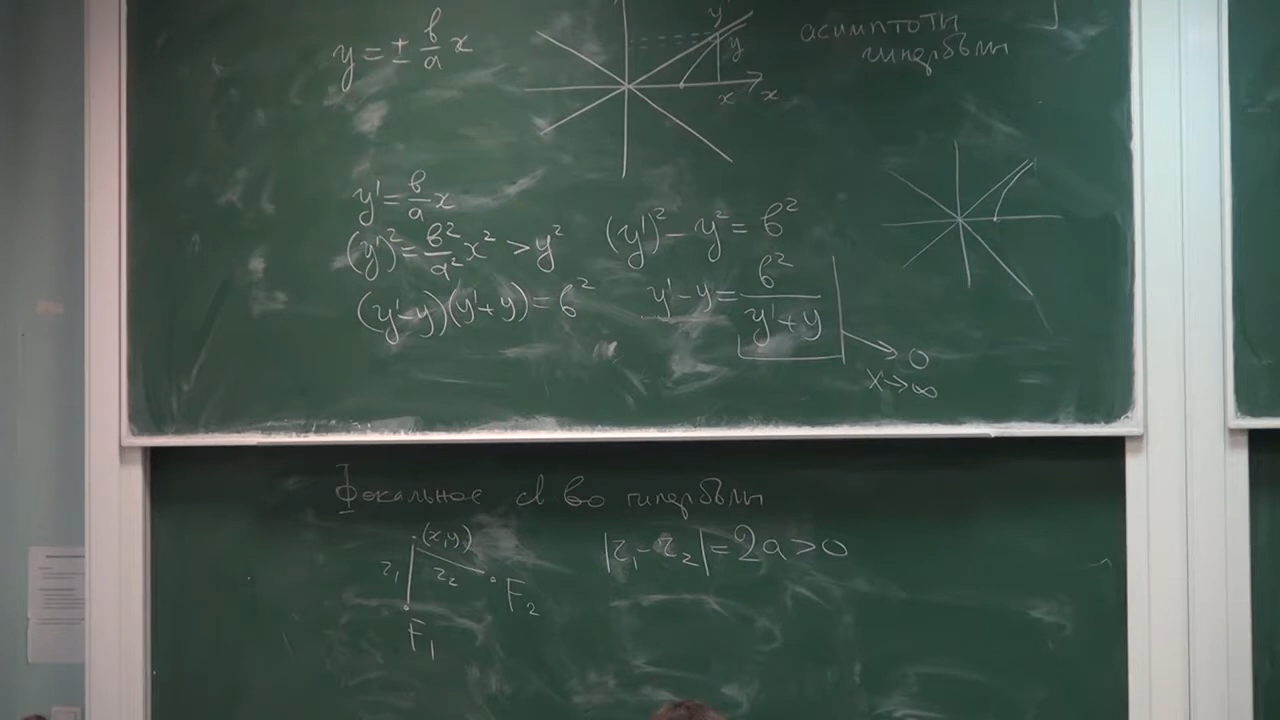 y = ± b/a x
y'
y
x x
асимптоты
гиперболы
y' = b/a x
(y')² = b²/a² x² > y² (y')² - y² = b²
(y'-y)(y'+y) = b² y'-y = b²/(y'+y)
→ 0
x→∞
Фокальное св-во гиперболы
(x,y) |r₁-r₂| = 2a > 0
r₁ r₂
F₂
F₁